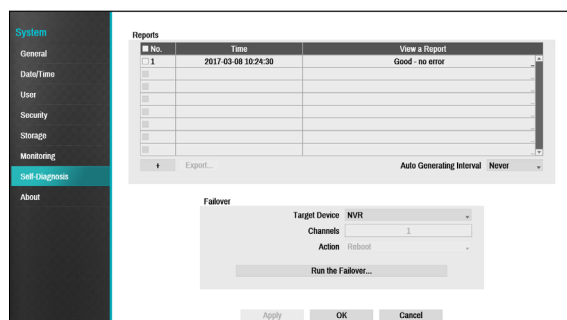 System
General
Date/Time
User
Security
Storage
Monitoring
Self-Diagnosis
About
Reports
No. Time View a Report
1 2017-03-08 10:24:30 Good - no error ...
+ Export... Auto Generating Interval Never
Failover
Target Device NVR
Channels 1
Action Reboot
Run the Failover...
Apply OK Cancel